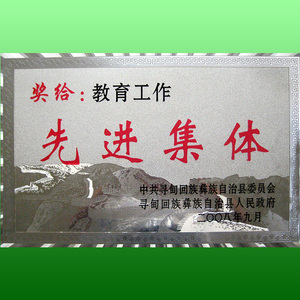 奖给:教育工作
先进集体
中共寻甸回族彝族自治县委员会
寻甸回族彝族自治县人民政府
二〇〇八年九月